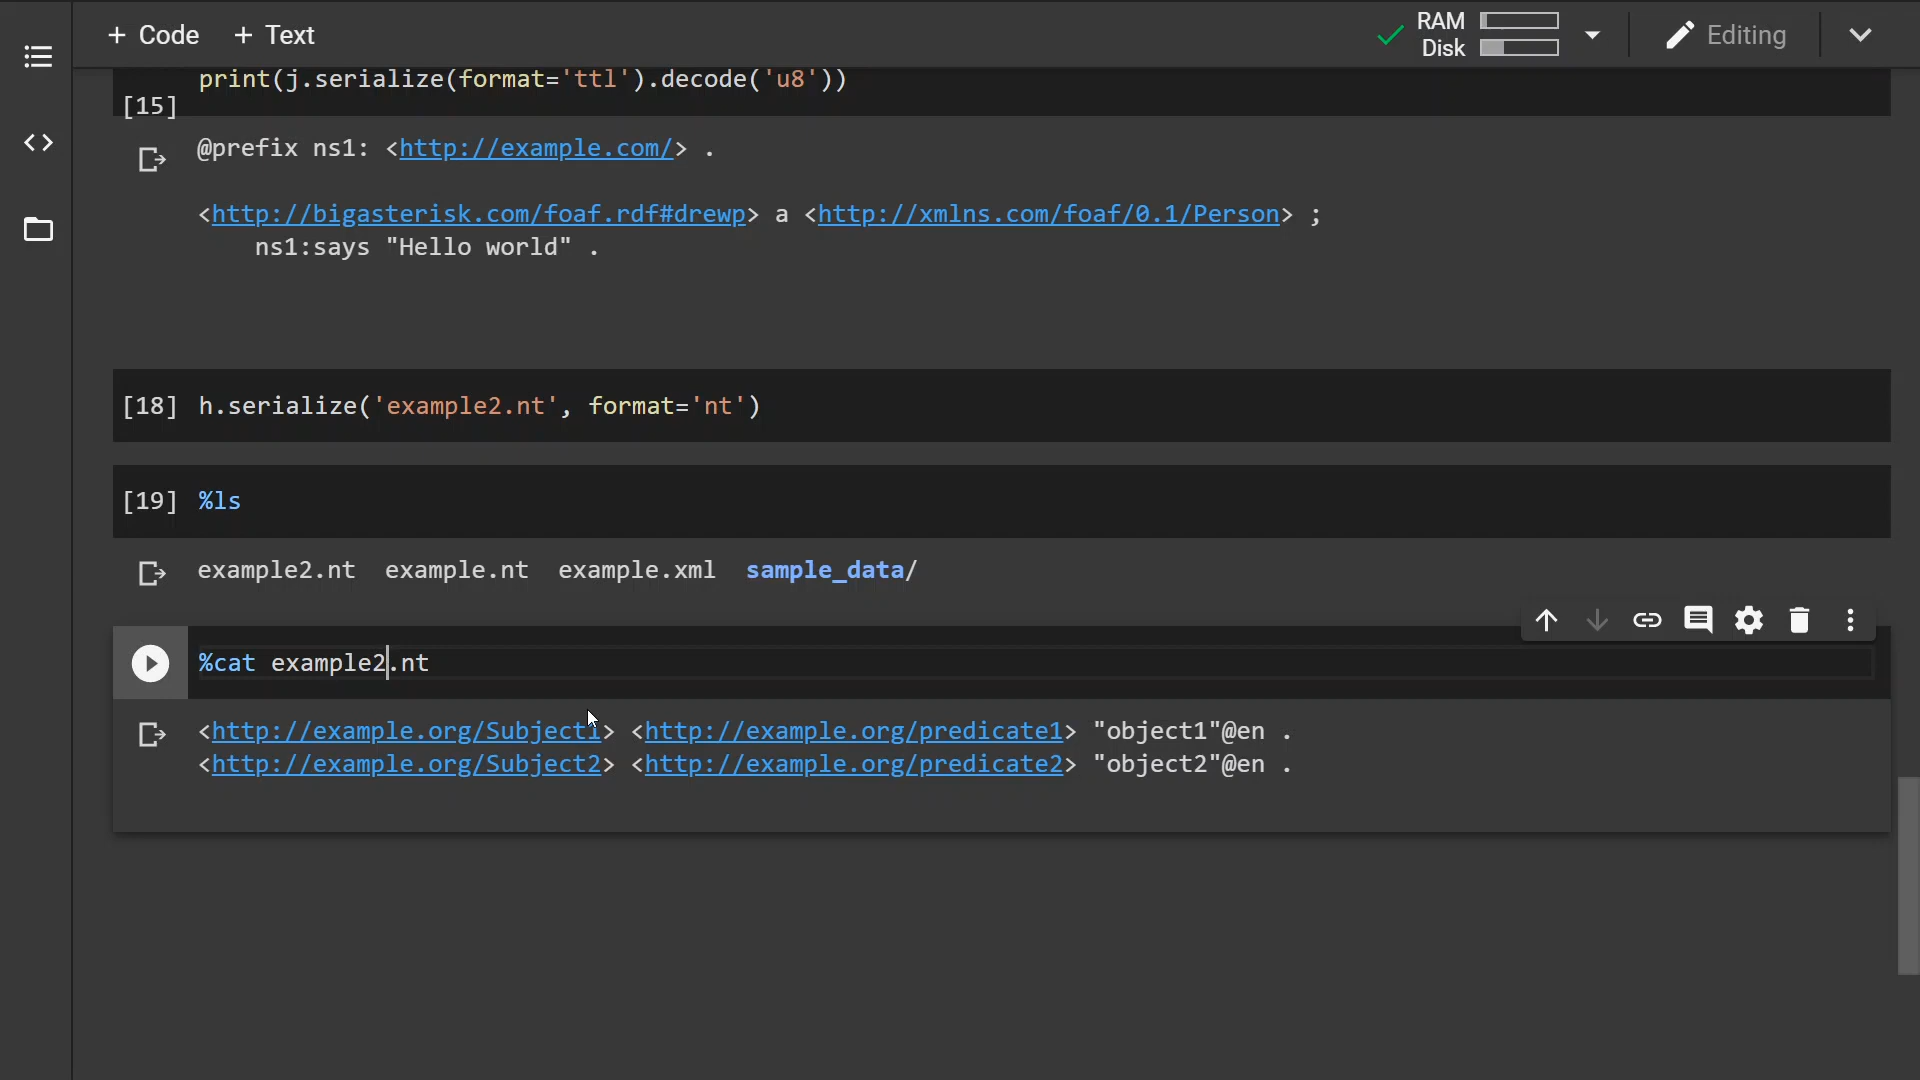 + Code + Text
RAM
Disk
Editing
print(j.serialize(format='ttl').decode('u8'))
[15]
@prefix ns1: <http://example.com/> .
<http://bigasterisk.com/foaf.rdf#drewp> a <http://xmlns.com/foaf/0.1/Person> ;
ns1:says "Hello world" .
[18] h.serialize('example2.nt', format='nt')
[19] %ls
example2.nt example.nt example.xml sample_data/
%cat example2.nt
<http://example.org/Subject1> <http://example.org/predicate1> "object1"@en .
<http://example.org/Subject2> <http://example.org/predicate2> "object2"@en .